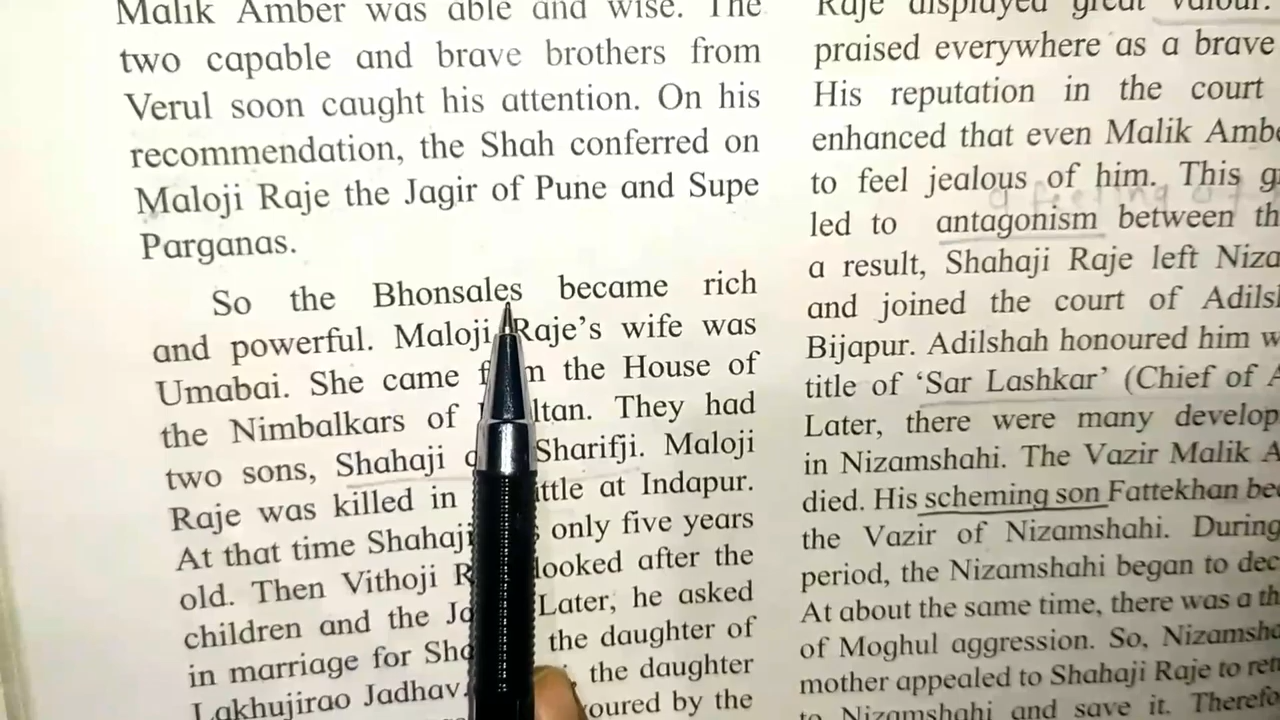 Malik Amber was able and wise. The
two capable and brave brothers from
Verul soon caught his attention. On his
recommendation, the Shah conferred on
Maloji Raje the Jagir of Pune and Supe
Parganas.
So the Bhonsales became rich
and powerful. Maloji Raje's wife was
Umabai. She came the House of
the Nimbalkars of ltan. They had
two sons, Shahaji Sharifji. Maloji
Raje was killed in ttle at Indapur.
At that time Shahaji only five years
old. Then Vithoji looked after the
children and the Later, he asked
in marriage for the daughter of
Lakhujirao Jadhav. the daughter
oured by the
Raje displayed great valour.
praised everywhere as a brave
His reputation in the court
enhanced that even Malik Amb
to feel jealous of him. This g
a feeling of
led to antagonism between th
a result, Shahaji Raje left Niza
and joined the court of Adils
Bijapur. Adilshah honoured him w
title of 'Sar Lashkar' (Chief of A
Later, there were many develop
in Nizamshahi. The Vazir Malik A
died. His scheming son Fattekhan bec
the Vazir of Nizamshahi. During
period, the Nizamshahi began to dec
At about the same time, there was a th
of Moghul aggression. So, Nizamsha
mother appealed to Shahaji Raje to ret
to Nizamshahi and save it. Therefo